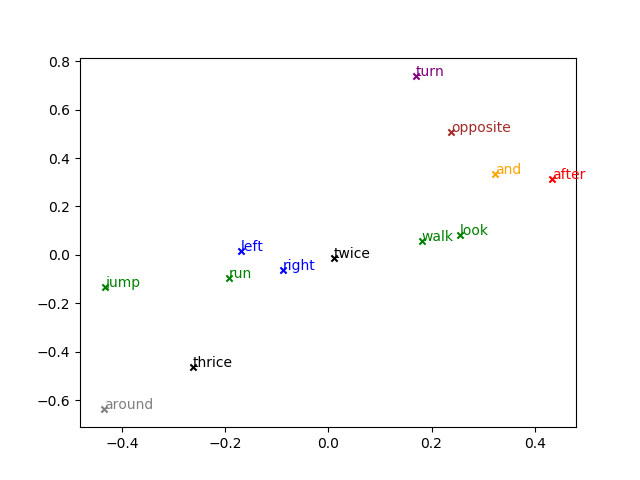 0.8
turn
0.6
opposite
0.4
and
after
0.2
look
walk
left
0.0
twice
right
run
jump
−0.2
−0.4
thrice
around
−0.6
−0.4
−0.2
0.0
0.2
0.4